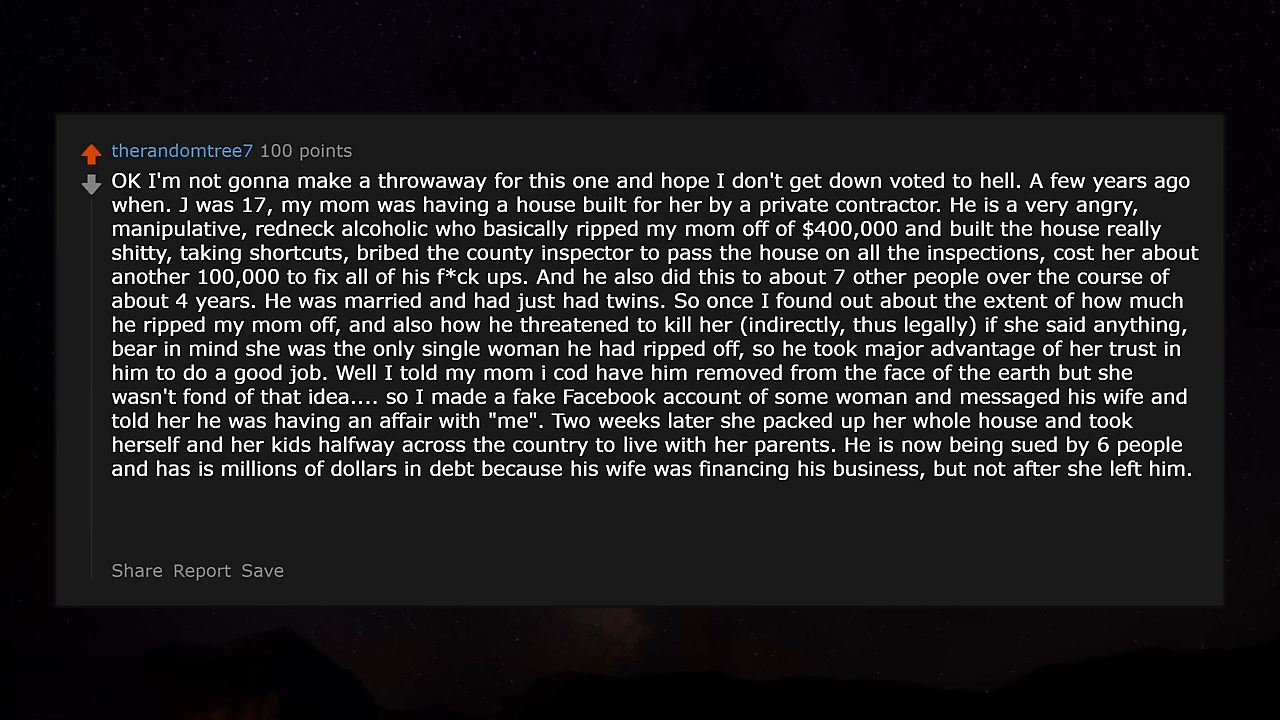 therandomtree7 100 points
OK I'm not gonna make a throwaway for this one and hope I don't get down voted to hell. A few years ago
when. J was 17, my mom was having a house built for her by a private contractor. He is a very angry,
manipulative, redneck alcoholic who basically ripped my mom off of $400,000 and built the house really
shitty, taking shortcuts, bribed the county inspector to pass the house on all the inspections, cost her about
another 100,000 to fix all of his f*ck ups. And he also did this to about 7 other people over the course of
about 4 years. He was married and had just had twins. So once I found out about the extent of how much
he ripped my mom off, and also how he threatened to kill her (indirectly, thus legally) if she said anything,
bear in mind she was the only single woman he had ripped off, so he took major advantage of her trust in
him to do a good job. Well I told my mom i cod have him removed from the face of the earth but she
wasn't fond of that idea.... so I made a fake Facebook account of some woman and messaged his wife and
told her he was having an affair with "me". Two weeks later she packed up her whole house and took
herself and her kids halfway across the country to live with her parents. He is now being sued by 6 people
and has is millions of dollars in debt because his wife was financing his business, but not after she left him.
Share Report Save